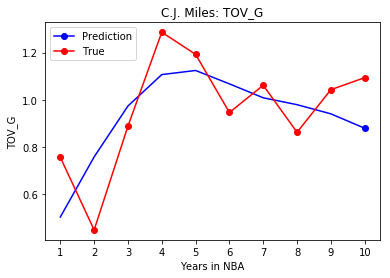 C.J. Miles: TOV_G
Prediction
True
TOV_G
1.2
1.0
0.8
0.6
1 2 3 4 5 6 7 8 9 10
Years in NBA